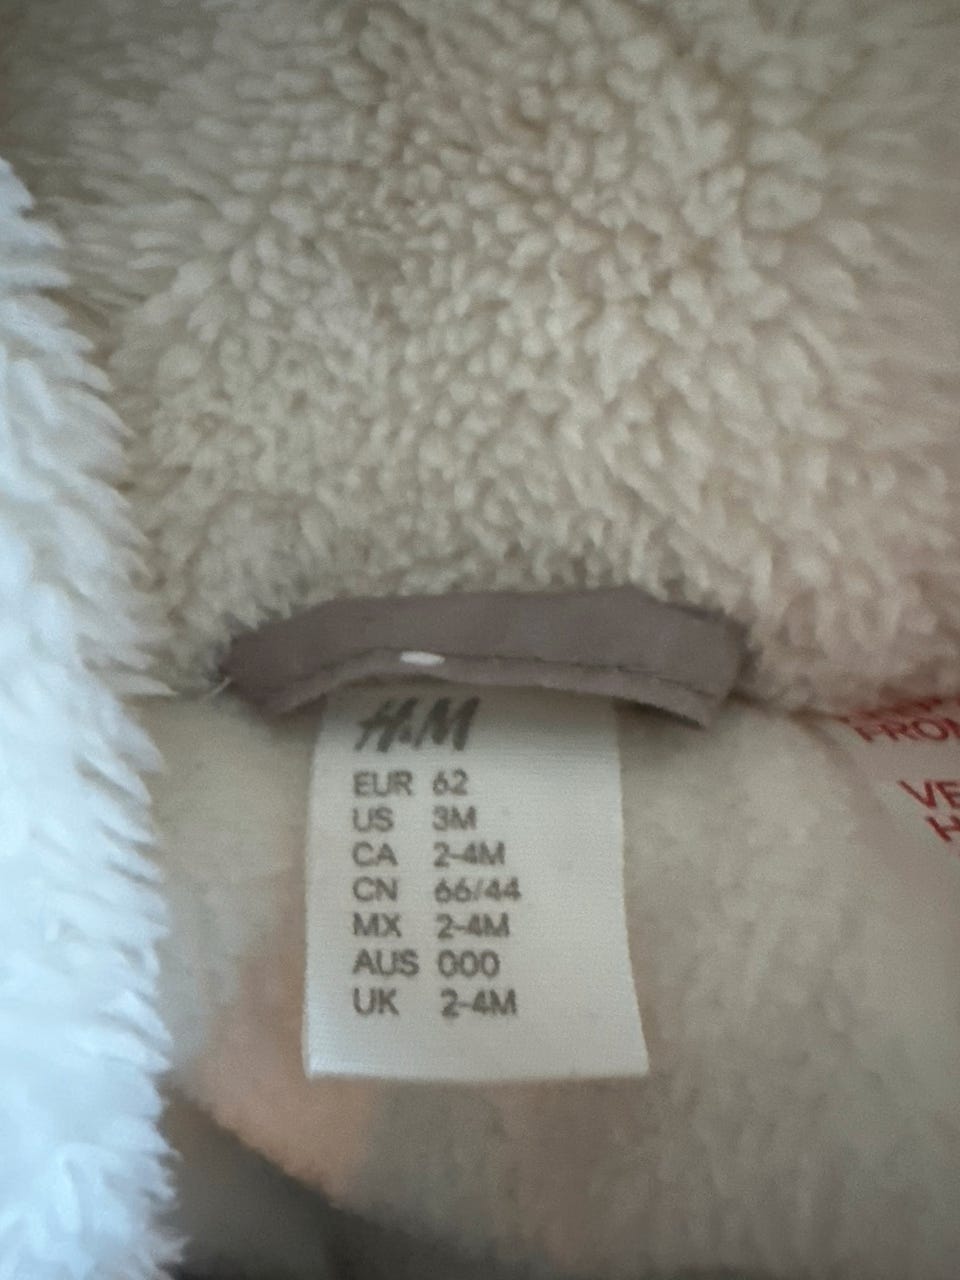 H&M
EUR 62
US 3M
CA 2-4M
CN 66/44
MX 2-4M
AUS 000
UK 2-4M